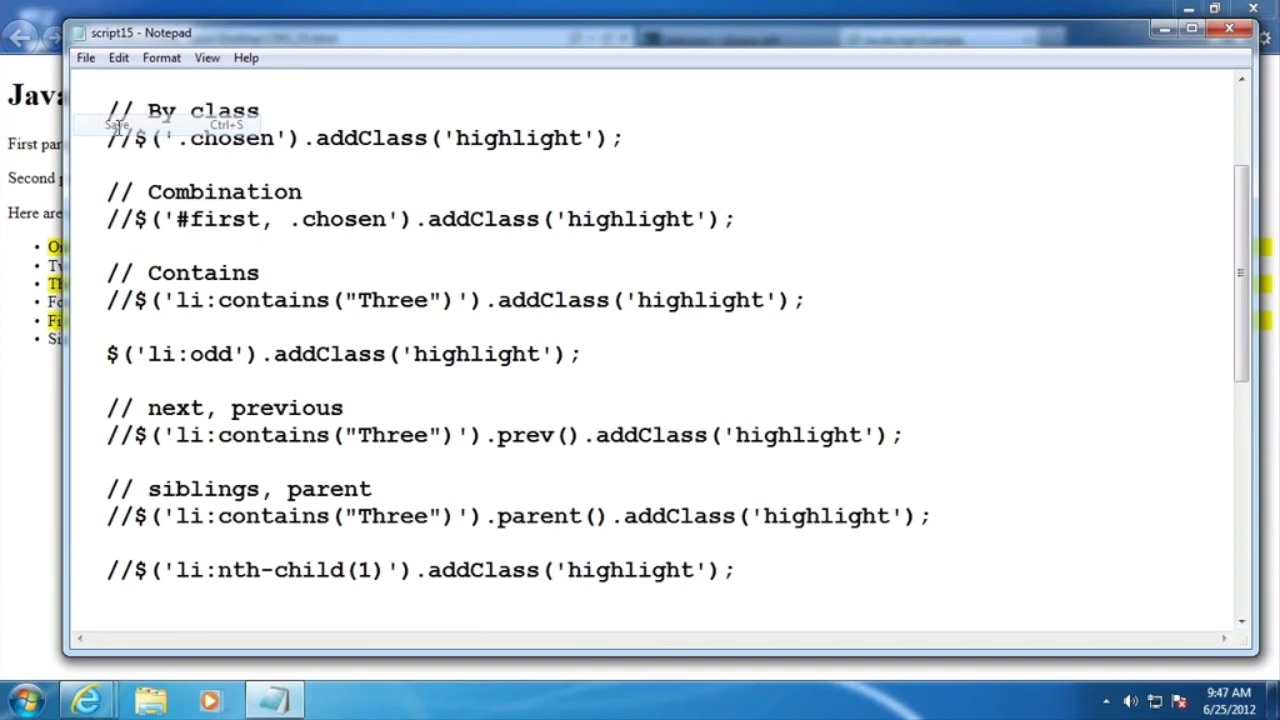 script15 - Notepad
File Edit Format View Help
// By class
Save Ctrl+S
//$('.chosen').addClass('highlight');
// Combination
//$('#first, .chosen').addClass('highlight');
// Contains
//$('li:contains("Three")').addClass('highlight');
$('li:odd').addClass('highlight');
// next, previous
//$('li:contains("Three")').prev().addClass('highlight');
// siblings, parent
//$('li:contains("Three")').parent().addClass('highlight');
//$('li:nth-child(1)').addClass('highlight');
Java
First par
Second
Here are
9:47 AM
6/25/2012